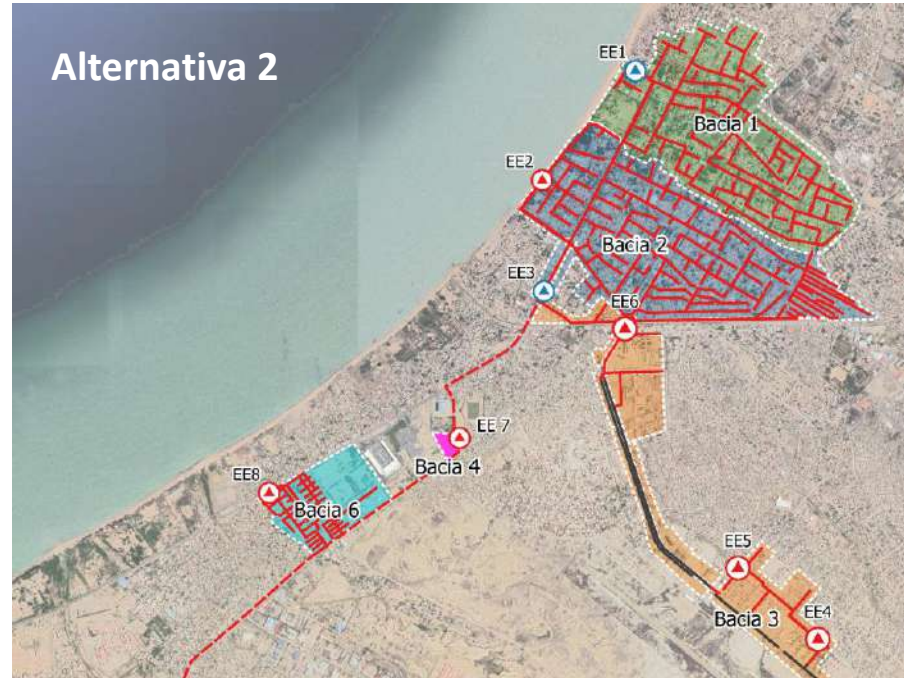 Alternativa 2
EE1
Bacia 1
EE2
Bacia 2
EE3
EE6
EE 7
Bacia 4
EE8
Bacia 6
EE5
EE4
Bacia 3